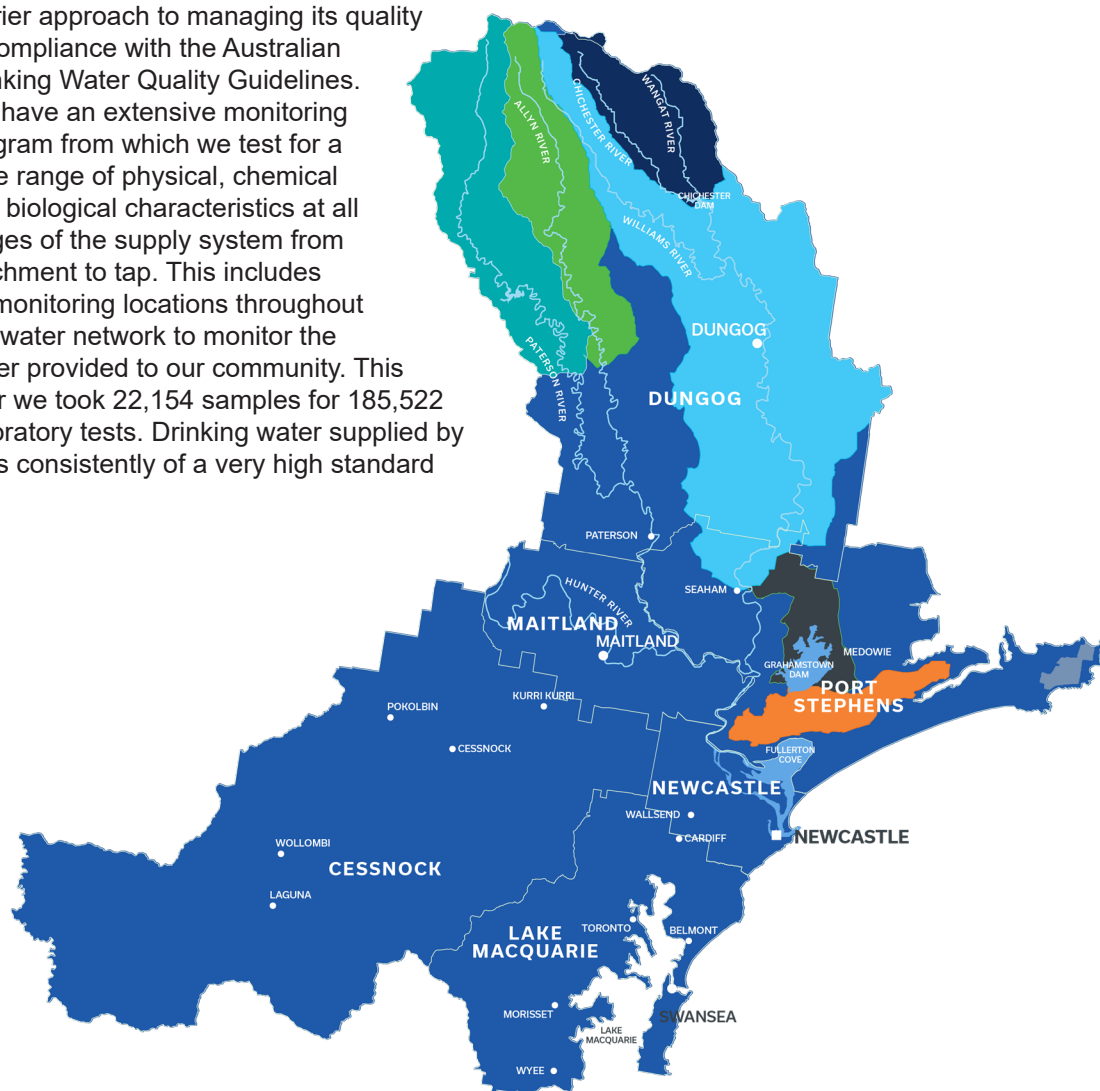 rier approach to managing its quality
ompliance with the Australian
king Water Quality Guidelines.
have an extensive monitoring
gram from which we test for a
e range of physical, chemical
biological characteristics at all
ges of the supply system from
chment to tap. This includes
monitoring locations throughout
water network to monitor the
er provided to our community. This
r we took 22,154 samples for 185,522
oratory tests. Drinking water supplied by
s consistently of a very high standard
ALLYN RIVER
CHICHESTER RIVER
WANGAT RIVER
CHICHESTER
DAM
WILLIAMS RIVER
PATERSON RIVER
DUNGOG
DUNGOG
PATERSON
SEAHAM
HUNTER RIVER
MAITLAND
MAITLAND
MEDOWIE
GRAHAMSTOWN
DAM
PORT
STEPHENS
KURRI KURRI
POKOLBIN
CESSNOCK
FULLERTON
COVE
NEWCASTLE
WALLSEND
CARDIFF
NEWCASTLE
WOLLOMBI
CESSNOCK
LAGUNA
LAKE
MACQUARIE
TORONTO
BELMONT
MORISSET
SWANSEA
LAKE
MACQUARIE
WYEE